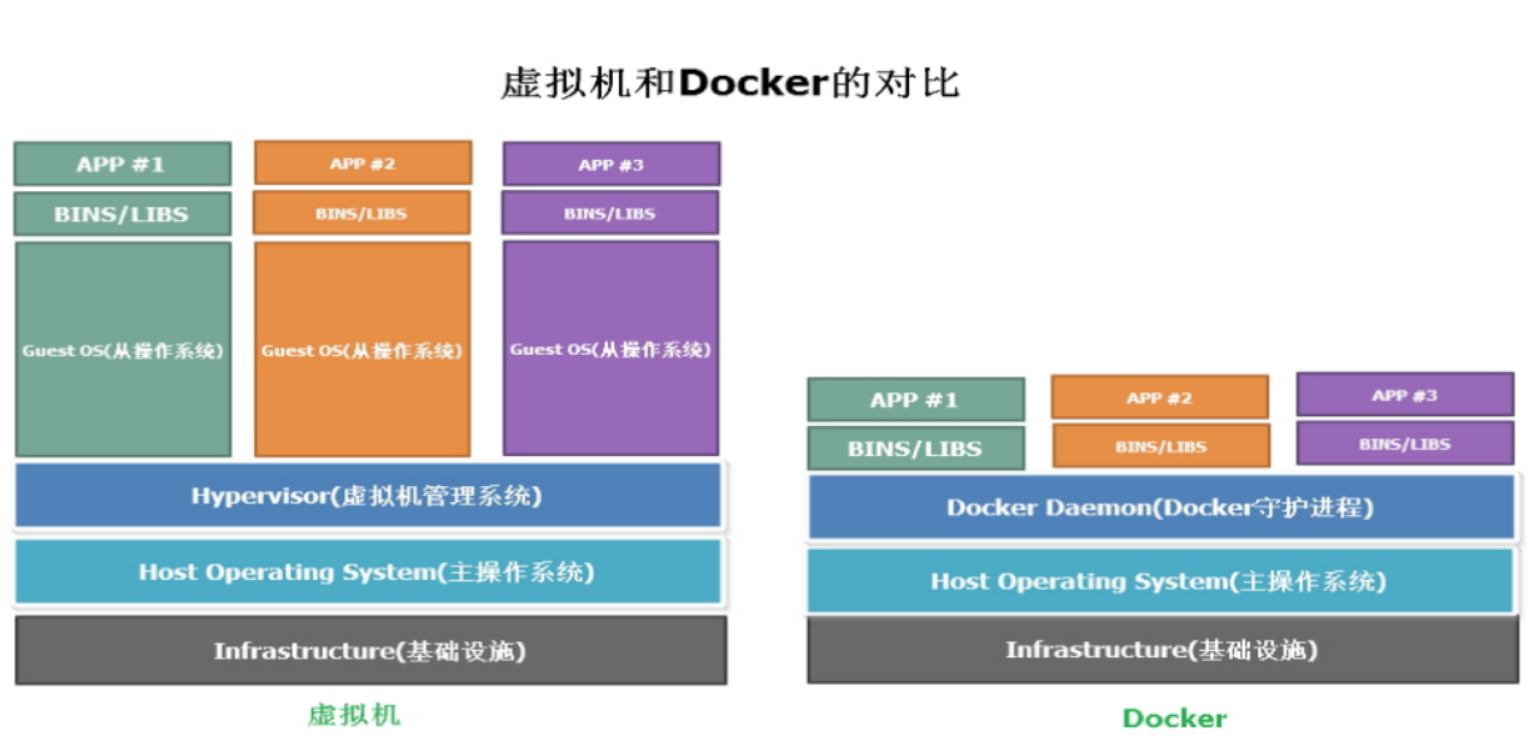 虚拟机和Docker的对比
APP #1
APP #2
APP #3
BINS/LIBS
BINS/LIBS
BINS/LIBS
Guest OS(从操作系统)
Guest OS(从操作系统)
Guest OS(从操作系统)
Hypervisor(虚拟机管理系统)
Host Operating System(主操作系统)
Infrastructure(基础设施)
虚拟机
APP #1
APP #2
APP #3
BINS/LIBS
BINS/LIBS
BINS/LIBS
Docker Daemon(Docker守护进程)
Host Operating System(主操作系统)
Infrastructure(基础设施)
Docker